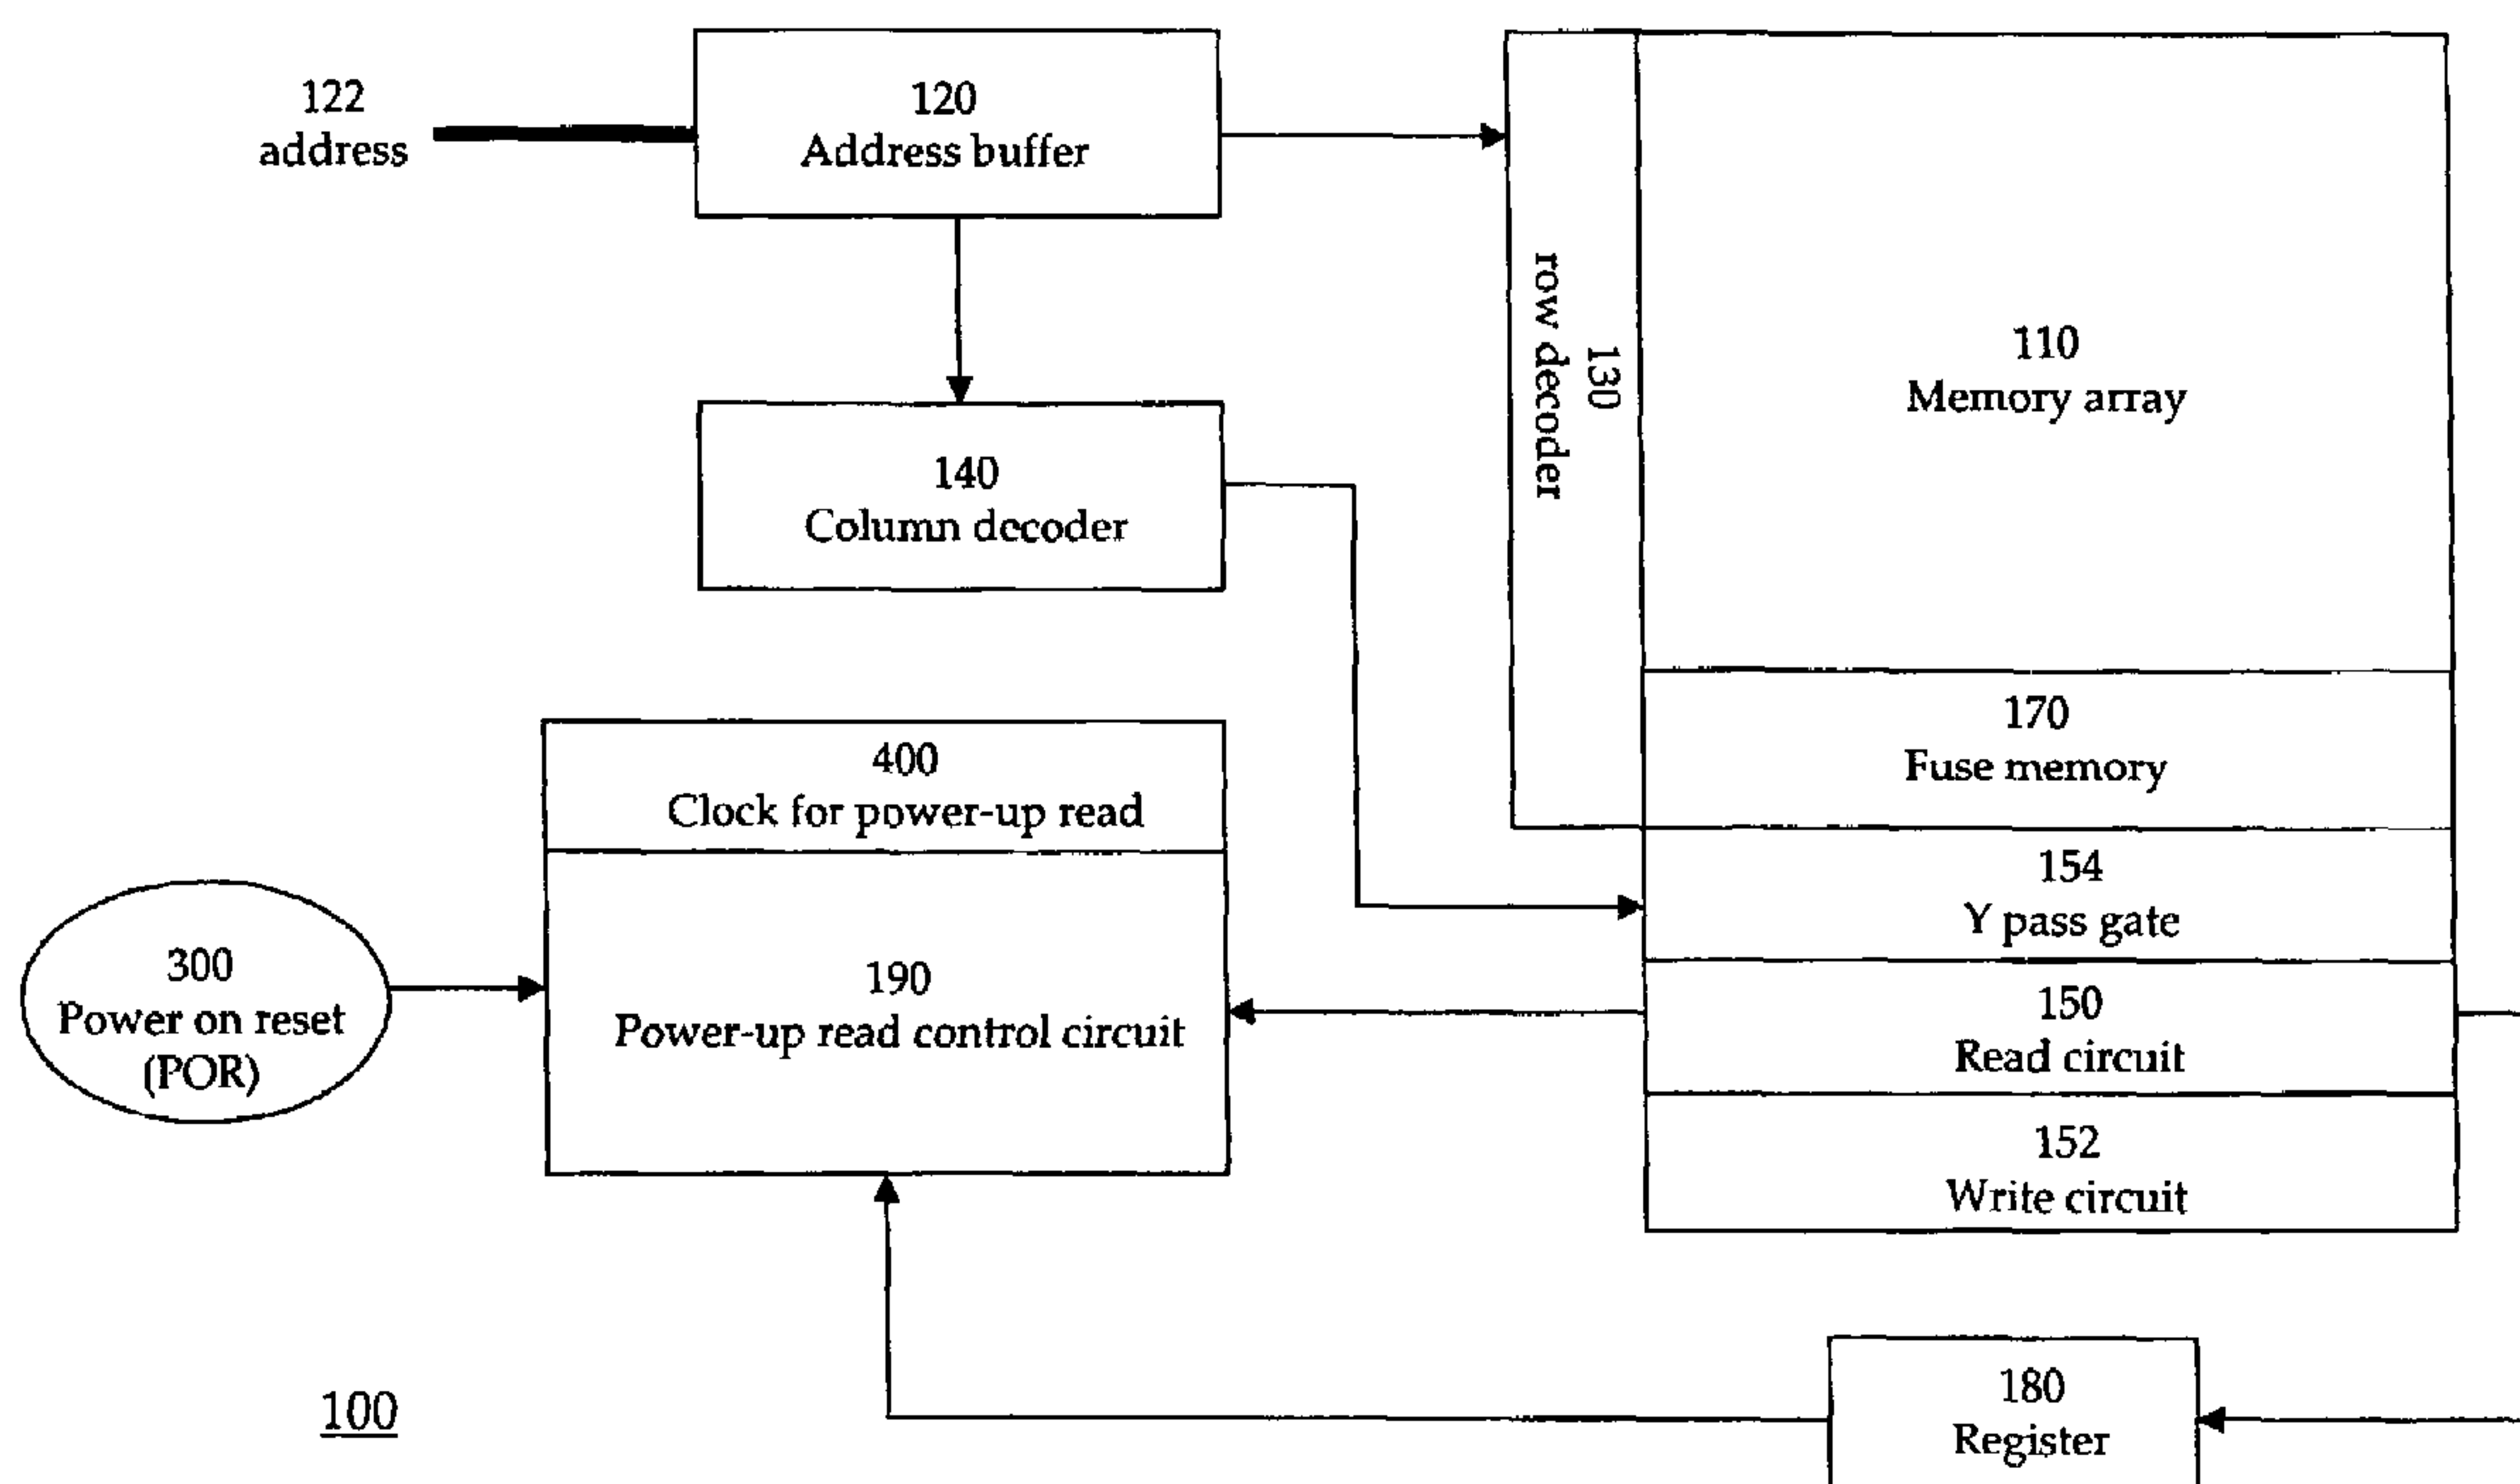 122
address
120
Address buffer
130
row decoder
110
Memory array
140
Column decoder
170
Fuse memory
400
Clock for power-up read
154
Y pass gate
300
Power on reset
(POR)
190
Power-up read control circuit
150
Read circuit
152
Write circuit
100
180
Register